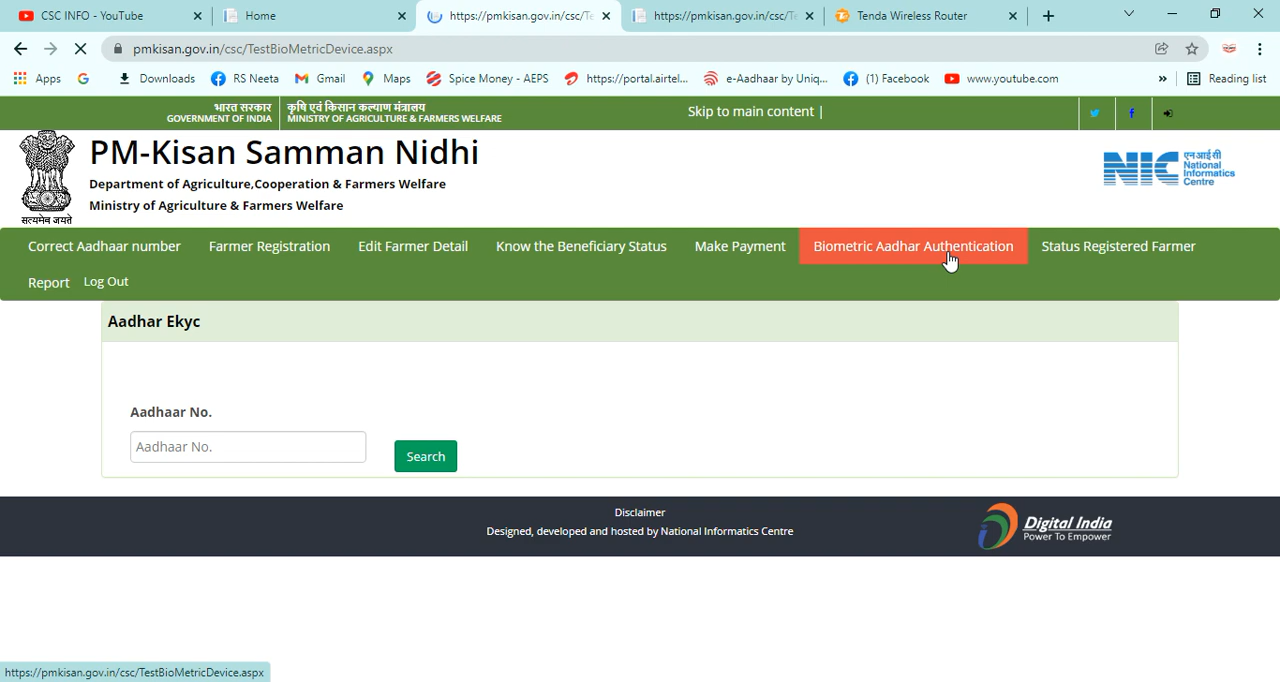 CSC INFO - YouTube
Home
https://pmkisan.gov.in/csc/Te
https://pmkisan.gov.in/csc/Te
Tenda Wireless Router
pmkisan.gov.in/csc/TestBioMetricDevice.aspx
Apps
Downloads
RS Neeta
Gmail
Maps
Spice Money - AEPS
https://portal.airtel...
e-Aadhaar by Uniq...
(1) Facebook
www.youtube.com
»
Reading list
भारत सरकार
GOVERNMENT OF INDIA
कृषि एवं किसान कल्याण मंत्रालय
MINISTRY OF AGRICULTURE & FARMERS WELFARE
Skip to main content |
PM-Kisan Samman Nidhi
Department of Agriculture,Cooperation & Farmers Welfare
Ministry of Agriculture & Farmers Welfare
सत्यमेव जयते
NIC
एनआईसी
National
Informatics
Centre
Correct Aadhaar number
Farmer Registration
Edit Farmer Detail
Know the Beneficiary Status
Make Payment
Biometric Aadhar Authentication
Status Registered Farmer
Report
Log Out
Aadhar Ekyc
Aadhaar No.
Aadhaar No.
Search
Disclaimer
Designed, developed and hosted by National Informatics Centre
Digital India
Power To Empower
https://pmkisan.gov.in/csc/TestBioMetricDevice.aspx